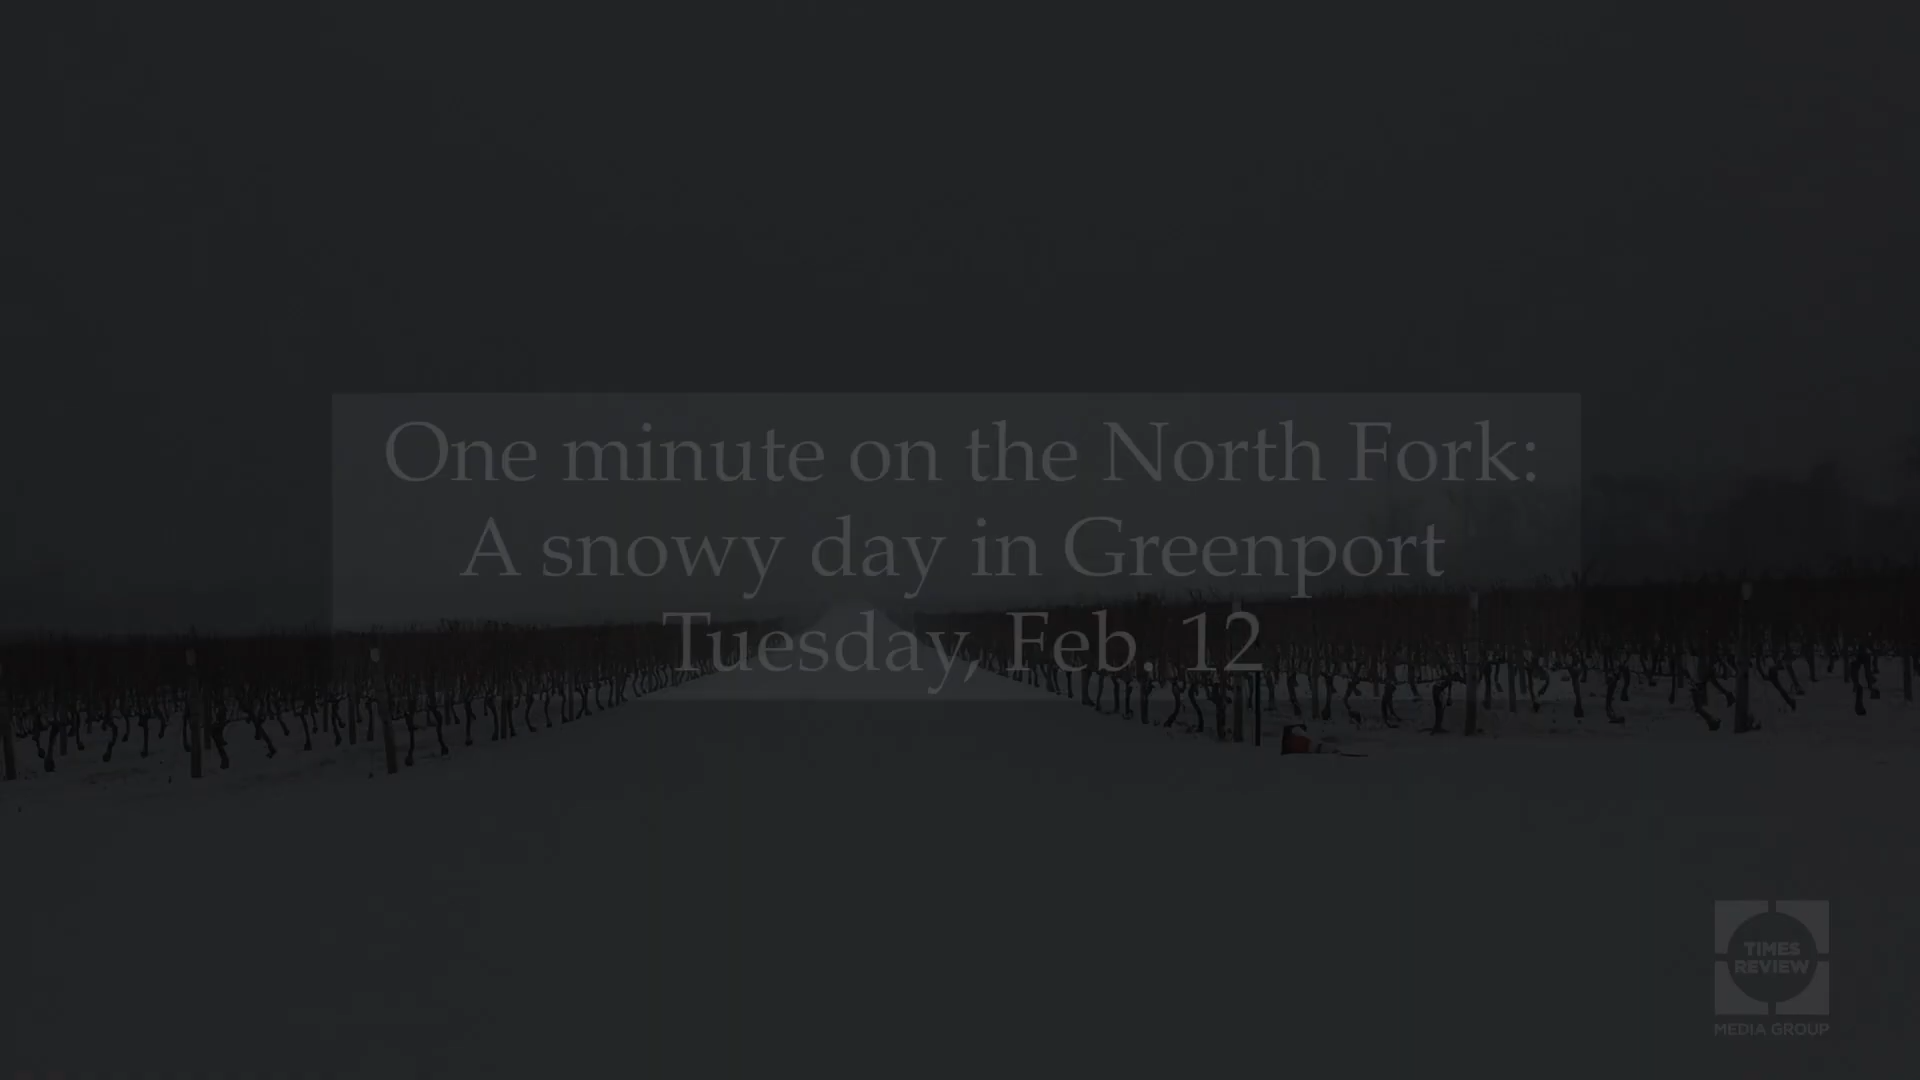 One minute on the North Fork:
A snowy day in Greenport
Tuesday, Feb. 12
TIMES
REVIEW
MEDIA GROUP